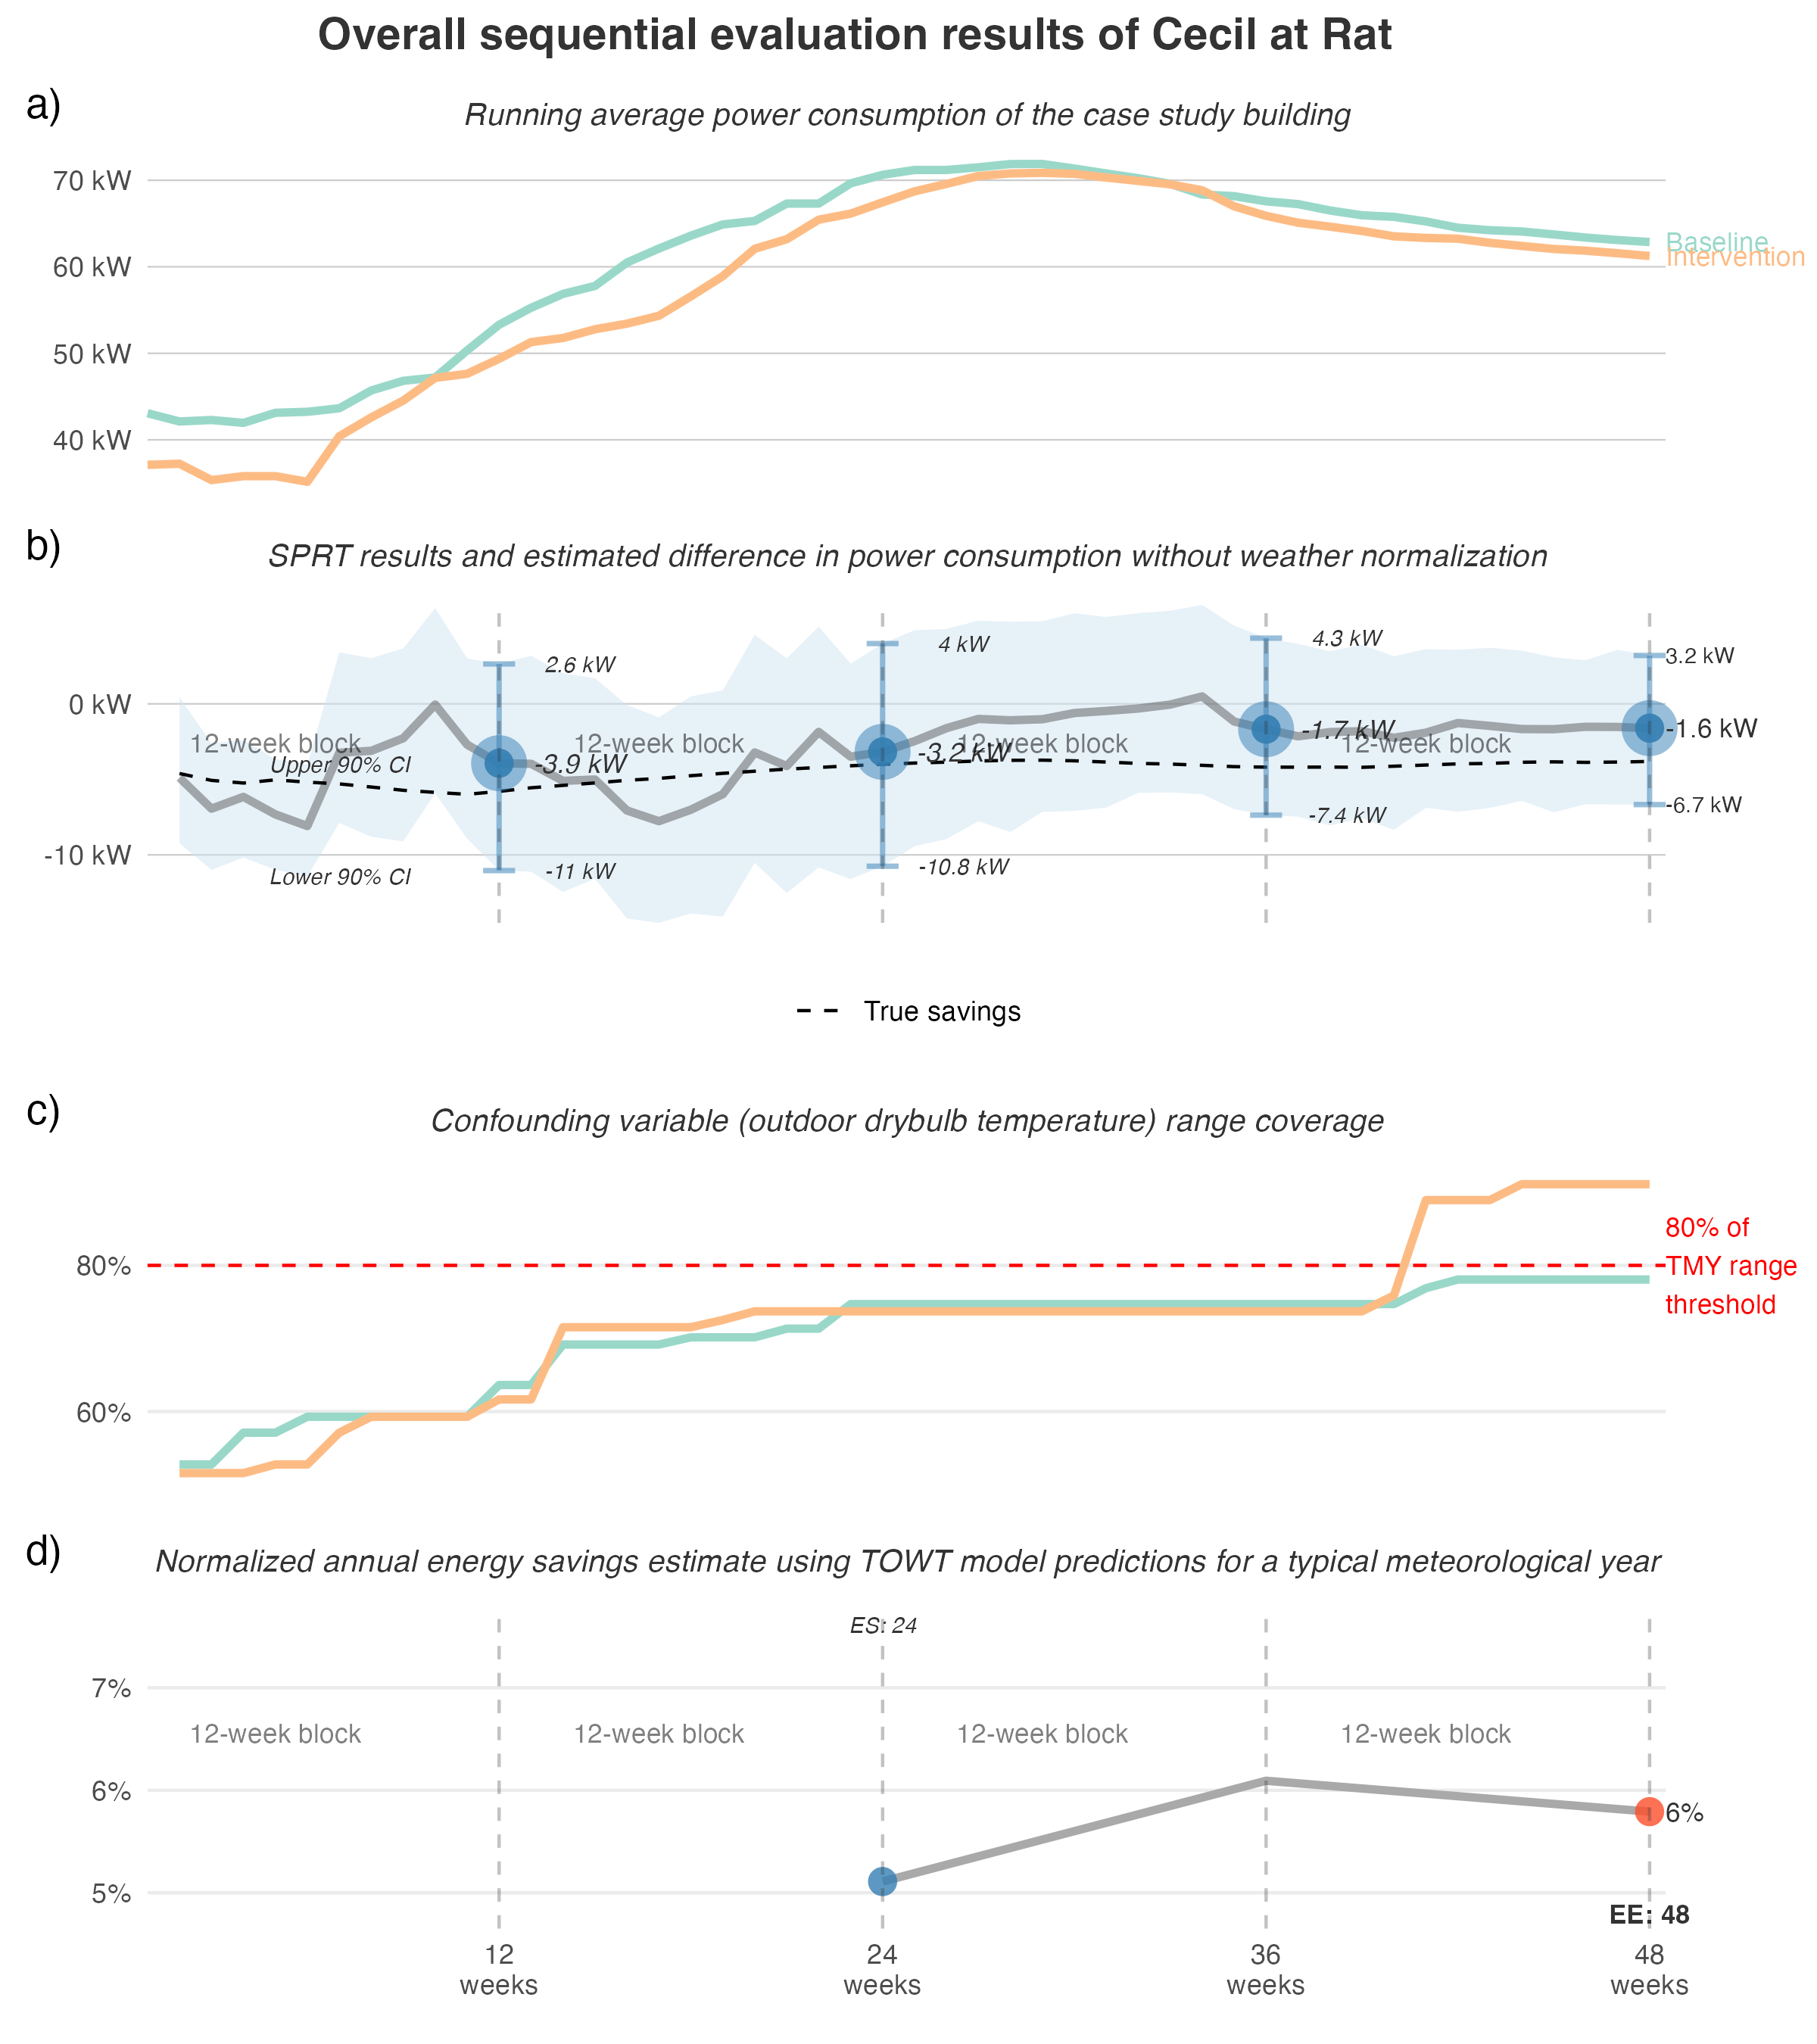 Overall sequential evaluation results of Cecil at Rat
a)
Running average power consumption of the case study building
70 kW
60 kW
50 kW
40 kW
Baseline
Intervention
b)
SPRT results and estimated difference in power consumption without weather normalization
0 kW
-10 kW
12-week block
12-week block
12-week block
12-week block
Upper 90% CI
Lower 90% CI
2.6 kW
-3.9 kW
-11 kW
4 kW
-3.2 kW
-10.8 kW
4.3 kW
-1.7 kW
-7.4 kW
3.2 kW
-1.6 kW
-6.7 kW
True savings
c)
Confounding variable (outdoor drybulb temperature) range coverage
80%
60%
80% of
TMY range
threshold
d)
Normalized annual energy savings estimate using TOWT model predictions for a typical meteorological year
ES: 24
7%
12-week block
12-week block
12-week block
12-week block
6%
6%
5%
EE: 48
12
weeks
24
weeks
36
weeks
48
weeks